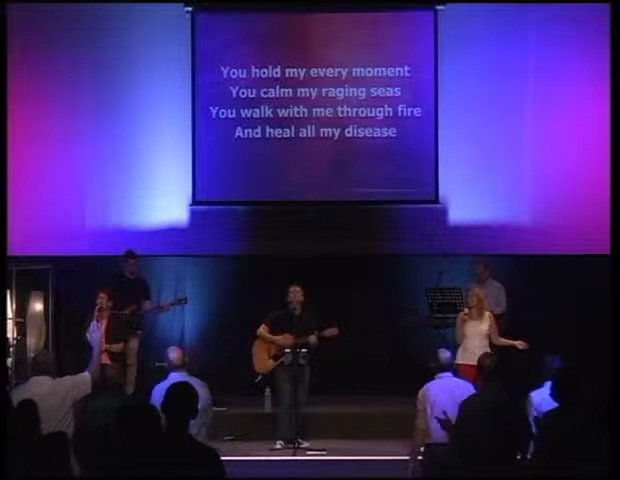 You hold my every moment
You calm my raging seas
You walk with me through fire
And heal all my disease